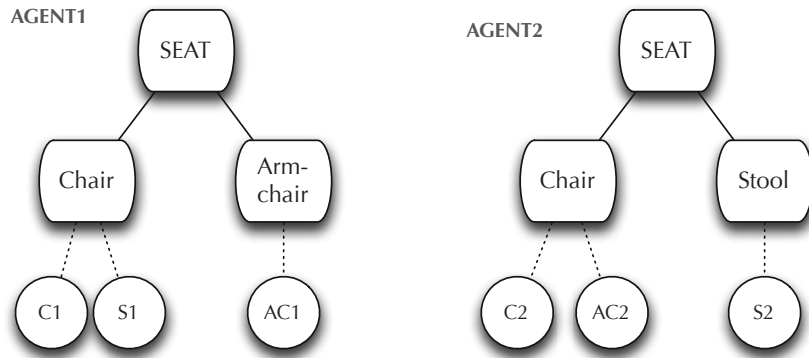 AGENT1
SEAT
Chair
Arm-
chair
C1
S1
AC1
AGENT2
SEAT
Chair
Stool
C2
AC2
S2